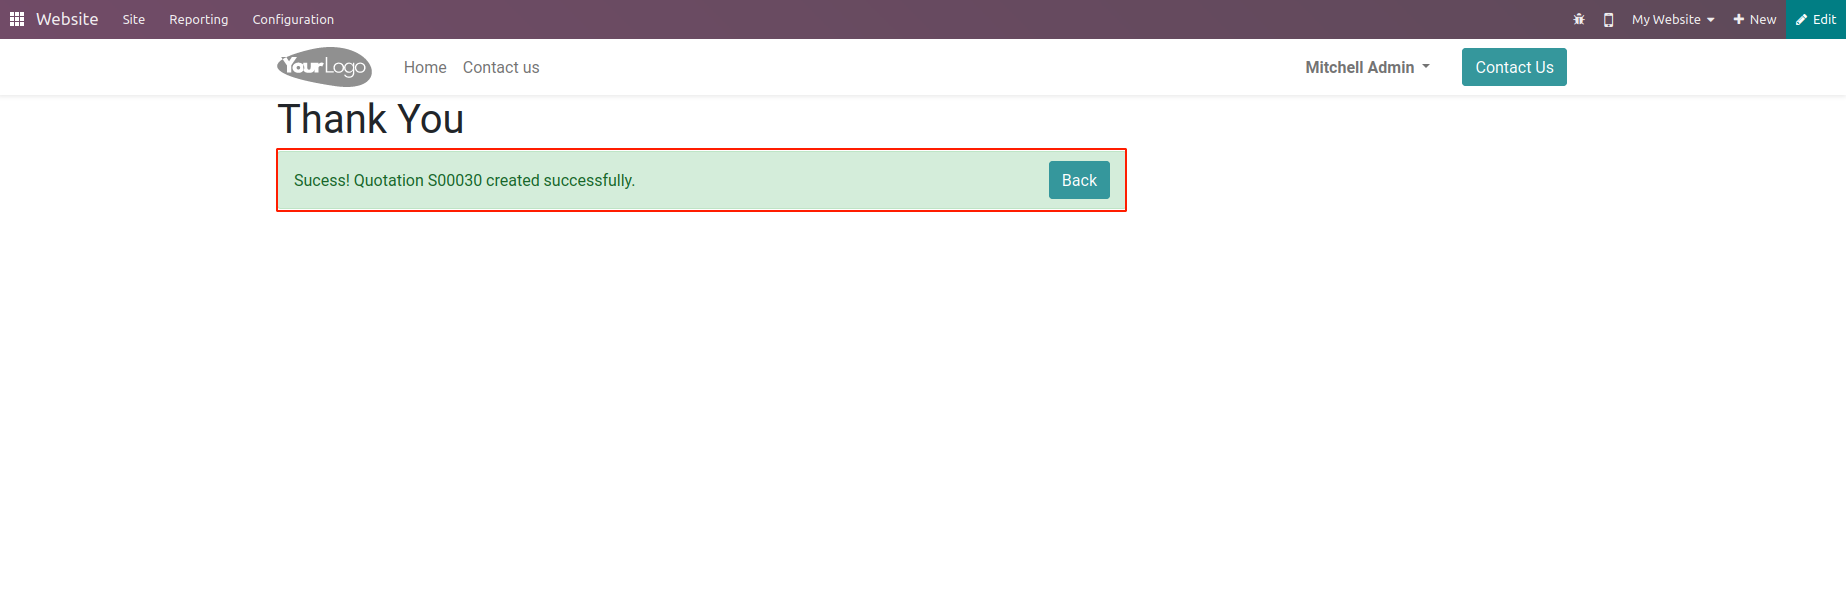 Website Site Reporting Configuration My Website New Edit
YourLogo Home Contact us Mitchell Admin Contact Us
Thank You
Sucess! Quotation S00030 created successfully. Back